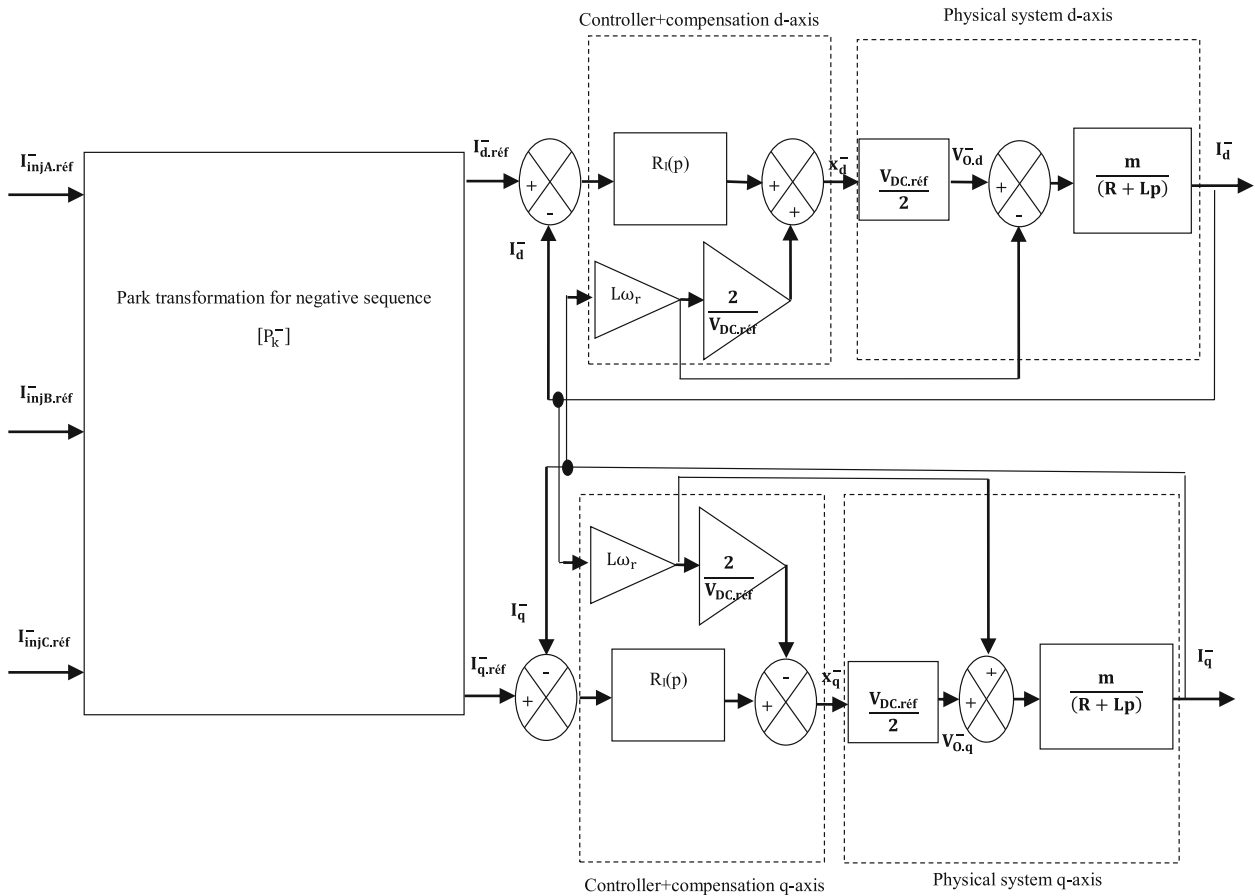 Controller+compensation d-axis
Physical system d-axis
I⁻injA.réf
I⁻d.réf
+
-
I⁻d
R_I(p)
+
+
x⁻d
V_DC.réf
2
V⁻O.d
+
-
m
(R + Lp)
I⁻d
Lω_r
2
V_DC.réf
Park transformation for negative sequence
[P⁻k]
I⁻injB.réf
I⁻injC.réf
Lω_r
2
V_DC.réf
I⁻q
I⁻q.réf
-
+
R_I(p)
-
+
x⁻q
V_DC.réf
2
V⁻O.q
+
+
m
(R + Lp)
I⁻q
Controller+compensation q-axis
Physical system q-axis